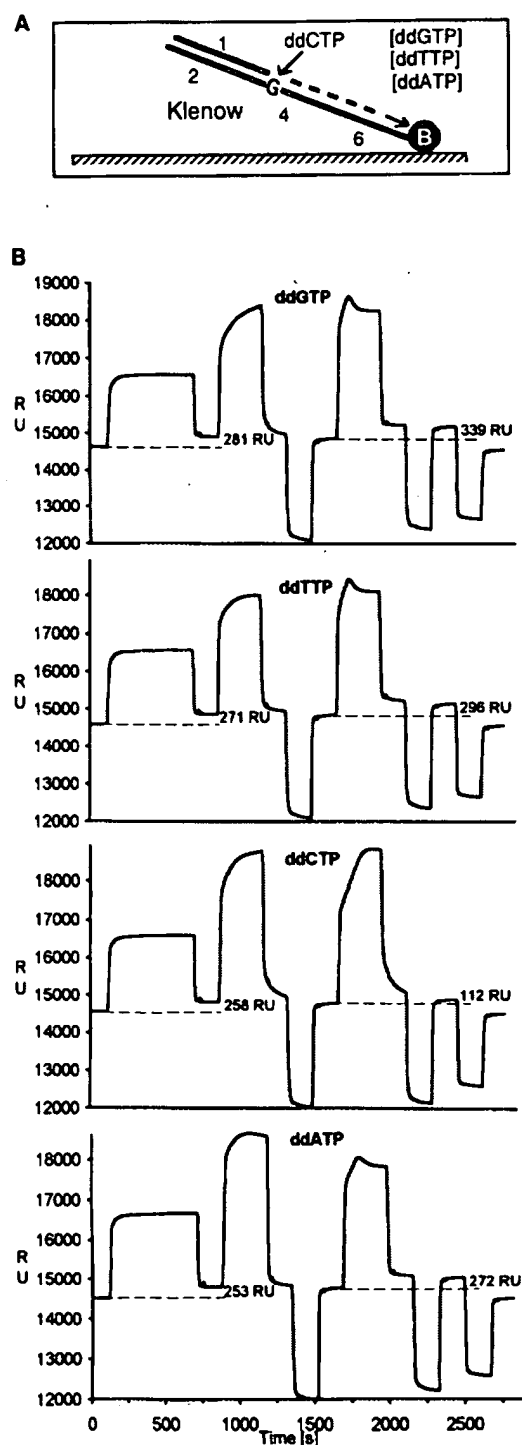 A
1 ddCTP [ddGTP]
[ddTTP]
2 [ddATP]
G
Klenow 4
6 B
B
19000
18000 ddGTP
17000
R 16000
U
15000
281 RU 339 RU
14000
13000
12000
18000 ddTTP
17000
R 16000
U
15000
271 RU 296 RU
14000
13000
12000
18000 ddCTP
17000
R 16000
U
15000
258 RU 112 RU
14000
13000
12000
ddATP
18000
17000
R 16000
U
15000
253 RU 272 RU
14000
13000
12000
0 500 1000 1500 2000 2500
Time [s]